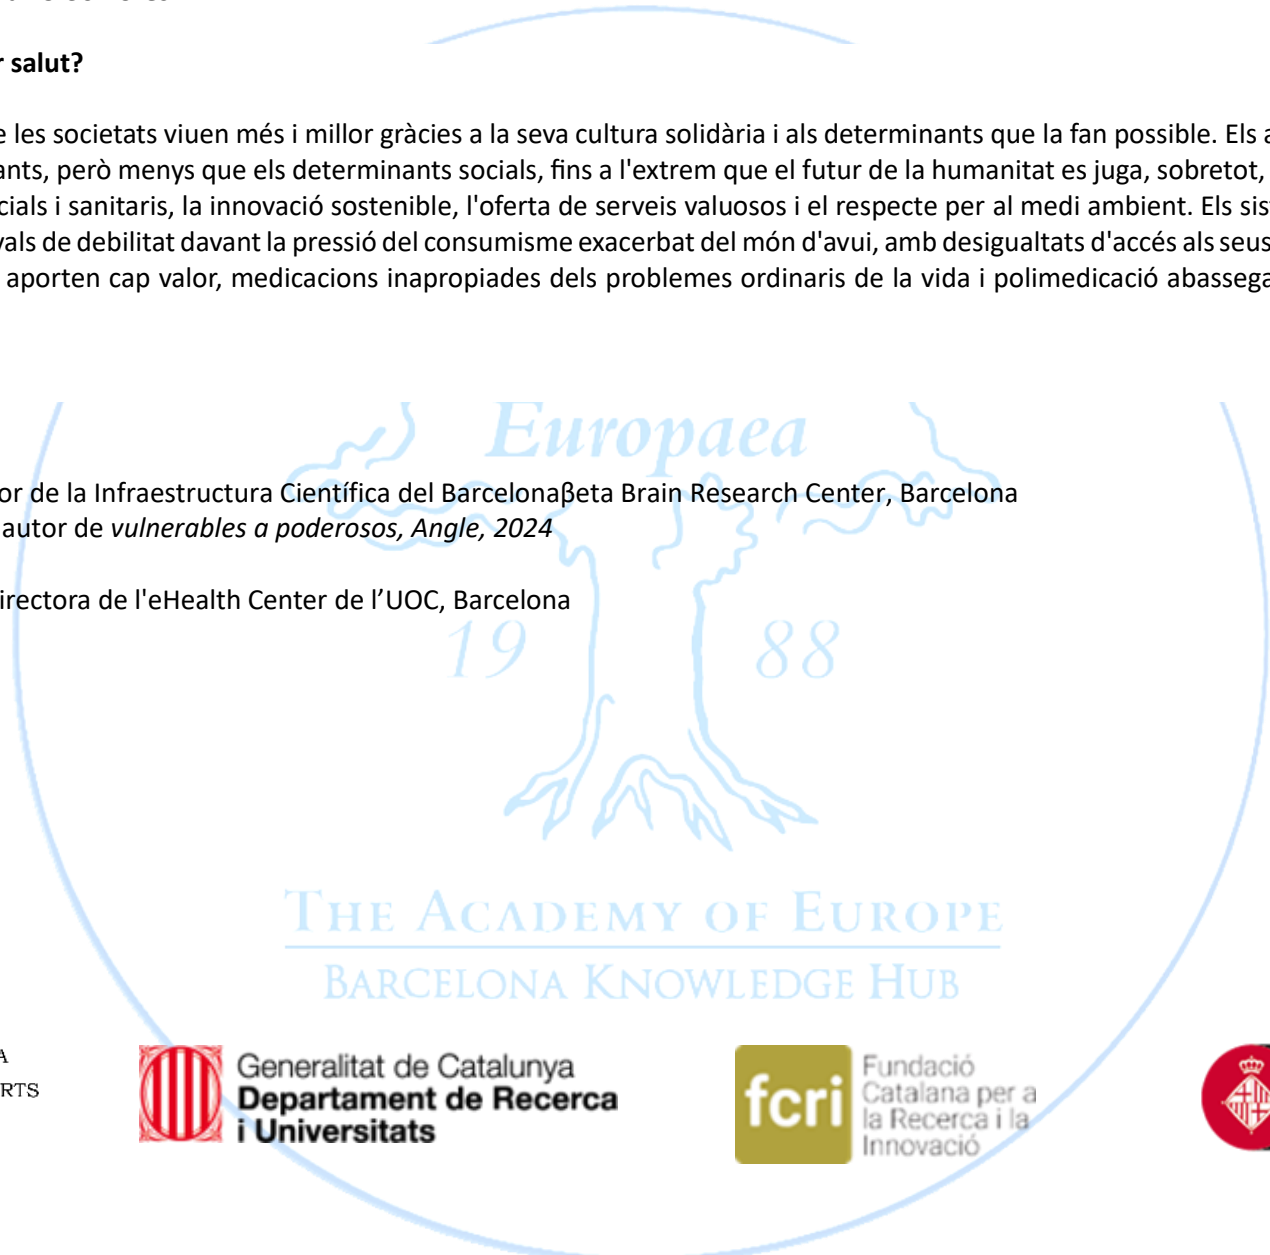 r salut?
e les societats viuen més i millor gràcies a la seva cultura solidària i als determinants que la fan possible. Els a
ants, però menys que els determinants socials, fins a l'extrem que el futur de la humanitat es juga, sobretot,
cials i sanitaris, la innovació sostenible, l'oferta de serveis valuosos i el respecte per al medi ambient. Els sis
vals de debilitat davant la pressió del consumisme exacerbat del món d'avui, amb desigualtats d'accés als seus
aporten cap valor, medicacions inapropiades dels problemes ordinaris de la vida i polimedicació abassega
Europaea
or de la Infraestructura Científica del Barcelonaβeta Brain Research Center, Barcelona
autor de vulnerables a poderosos, Angle, 2024
irectora de l'eHealth Center de l’UOC, Barcelona
19 88
THE ACADEMY OF EUROPE
BARCELONA KNOWLEDGE HUB
A
RTS
Generalitat de Catalunya
Departament de Recerca
i Universitats
fcri
Fundació
Catalana per a
la Recerca i la
Innovació